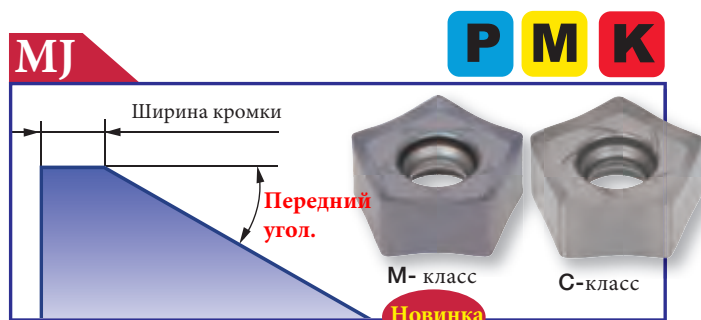 MJ
P M K
Ширина кромки
Передний
угол.
М- класс
С-класс
Новинка